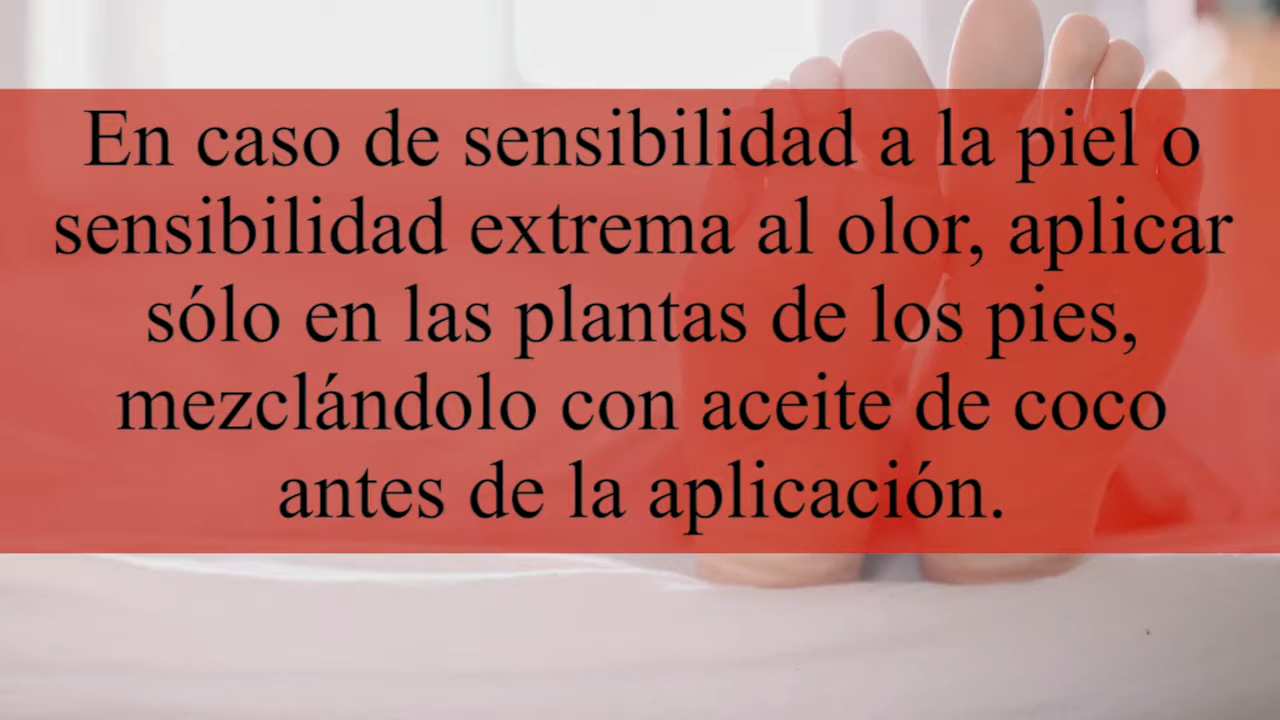 En caso de sensibilidad a la piel o
sensibilidad extrema al olor, aplicar
sólo en las plantas de los pies,
mezclándolo con aceite de coco
antes de la aplicación.